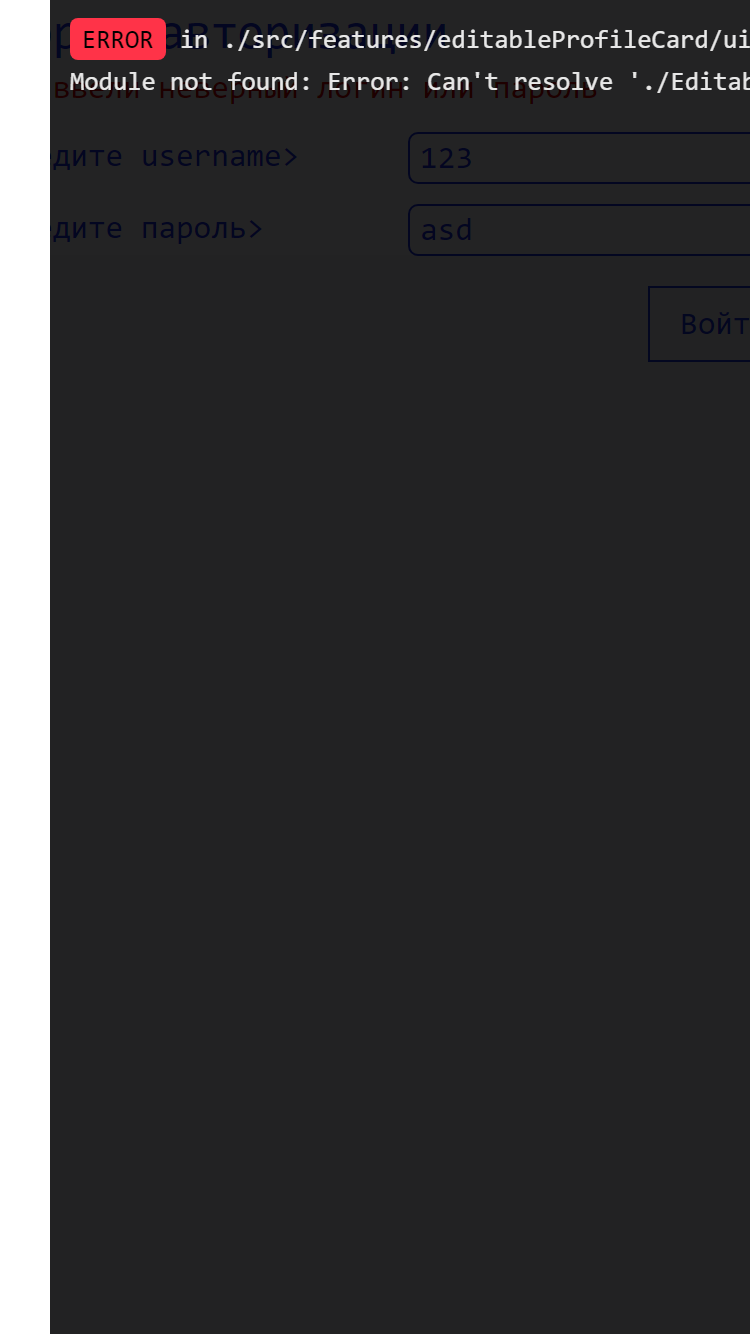 авторизации
ERROR in ./src/features/editableProfileCard/ui
ввели неверный логин или пароль
Module not found: Error: Can't resolve './Editab
дите username> 123
дите пароль> asd
Войт